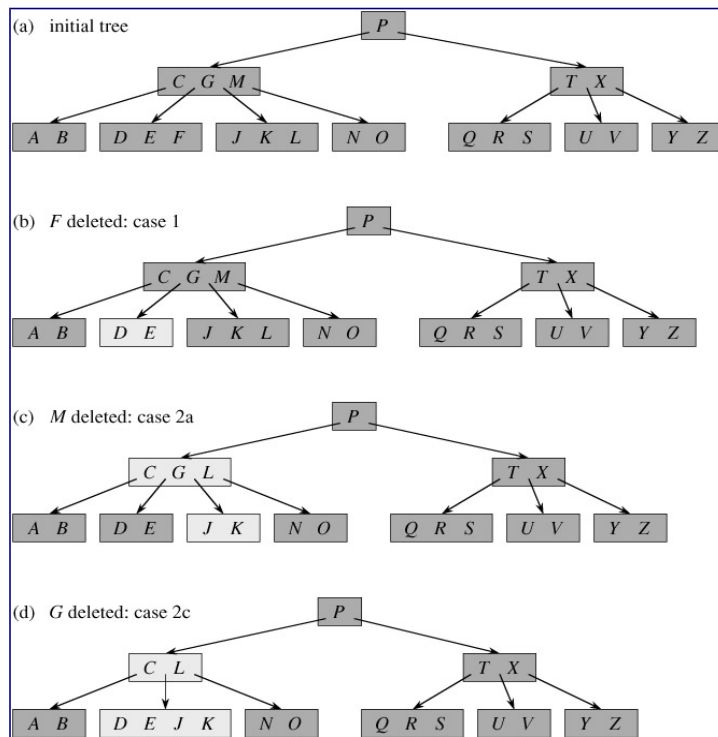 (a) initial tree
P
C G M
T X
A B
D E F
J K L
N O
Q R S
U V
Y Z
(b) F deleted: case 1
P
C G M
T X
A B
D E
J K L
N O
Q R S
U V
Y Z
(c) M deleted: case 2a
P
C G L
T X
A B
D E
J K
N O
Q R S
U V
Y Z
(d) G deleted: case 2c
P
C L
T X
A B
D E J K
N O
Q R S
U V
Y Z